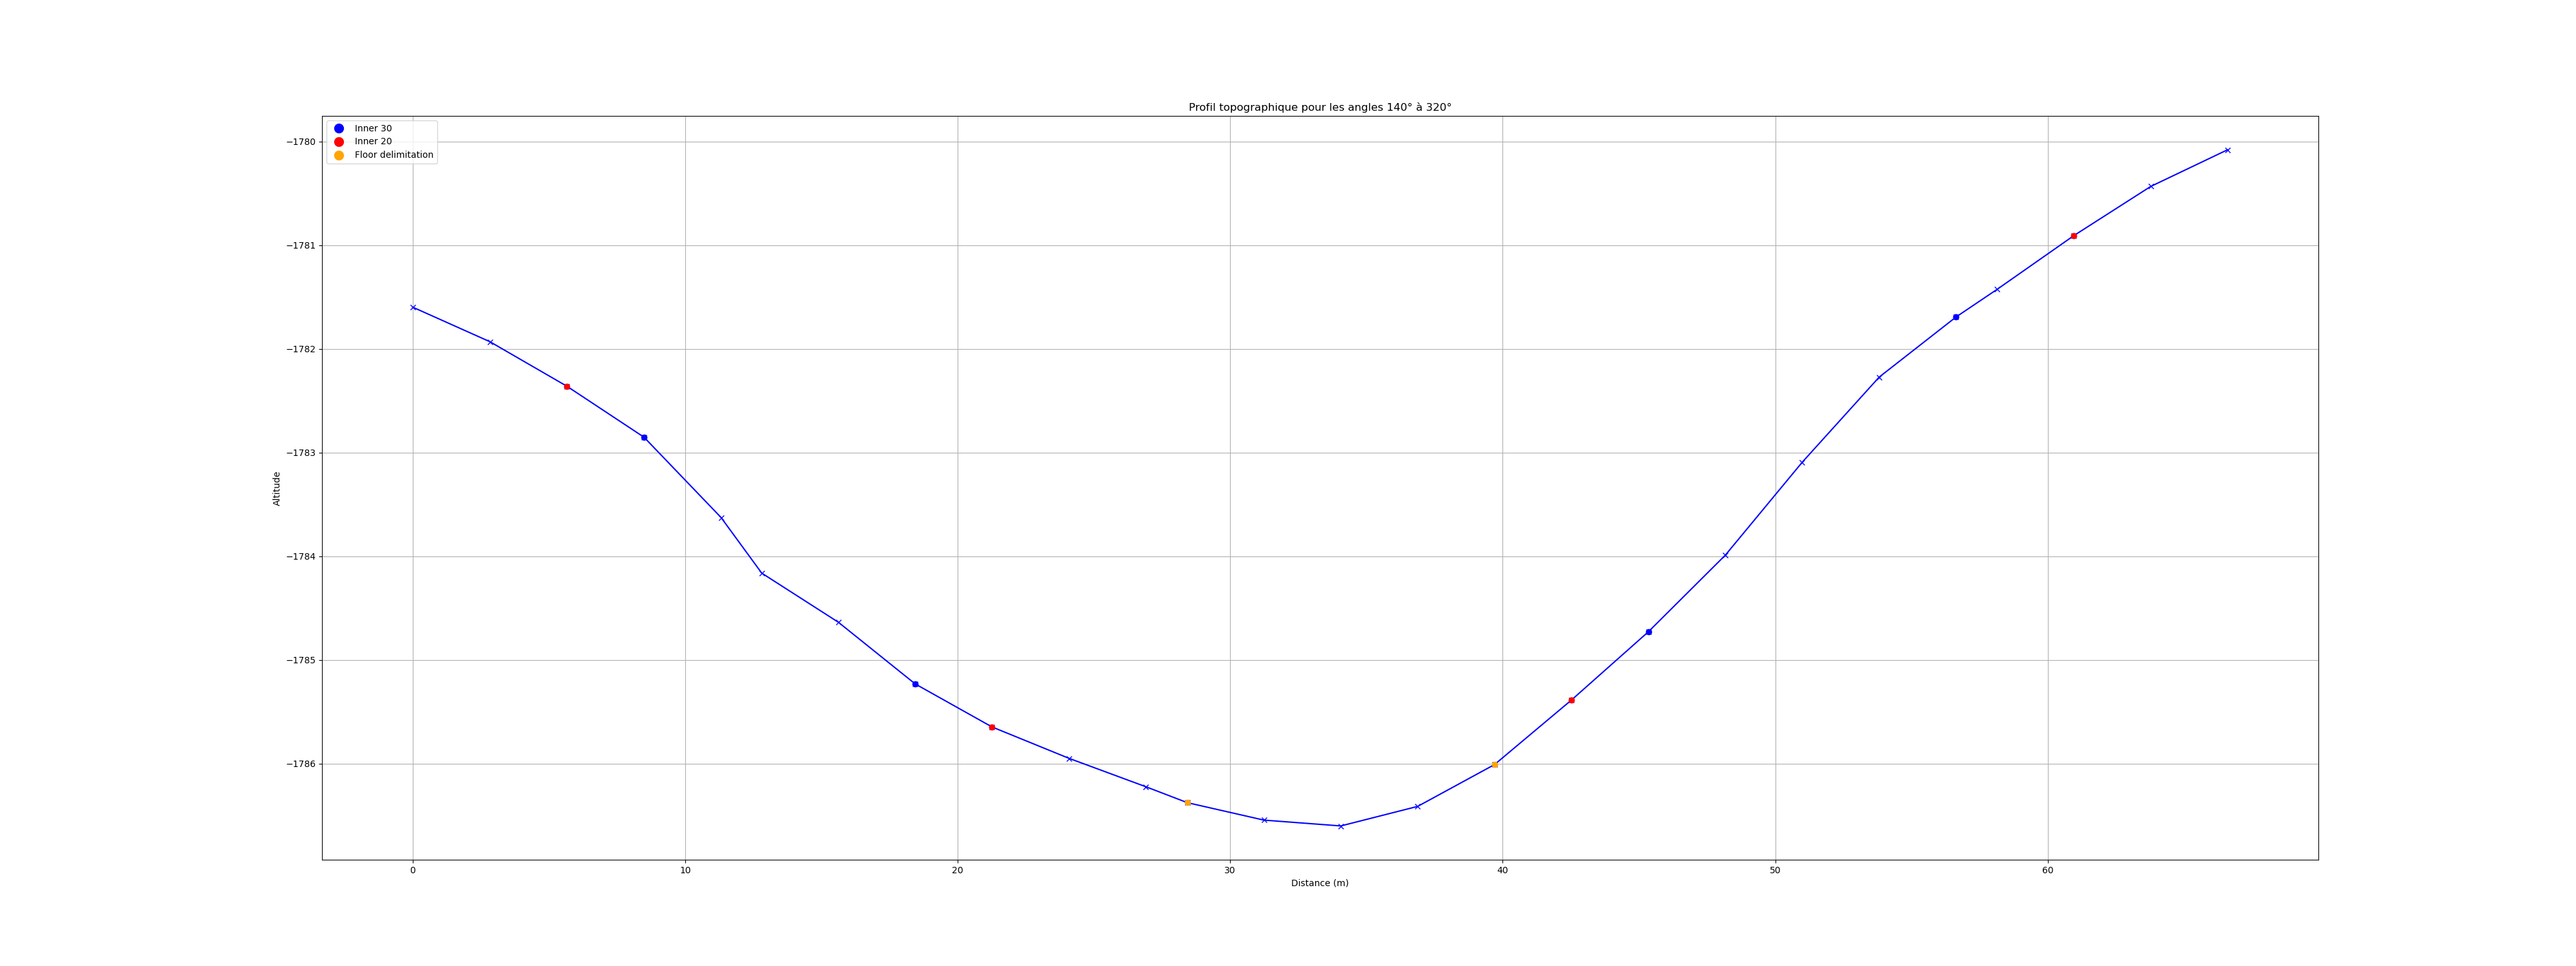 Profil topographique pour les angles 140° à 320°
Inner 30
Inner 20
Floor delimitation
−1780
−1781
−1782
−1783
−1784
−1785
−1786
Altitude
0 10 20 30 40 50 60
Distance (m)